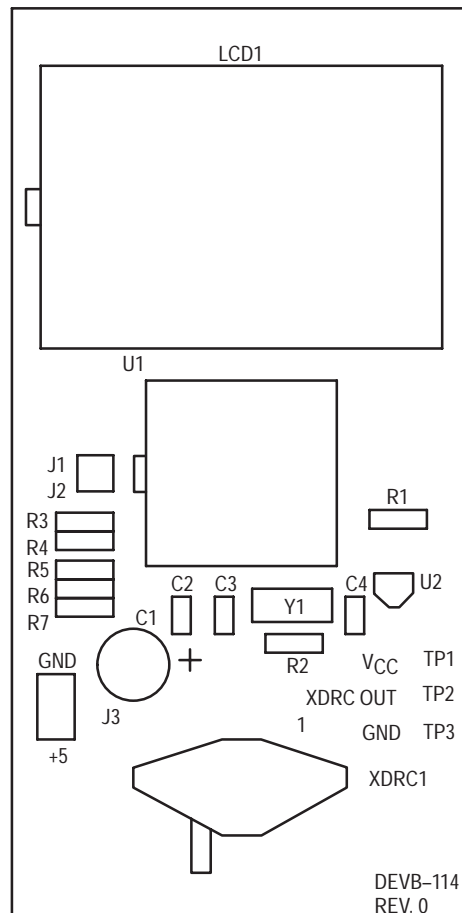 LCD1
U1
J1
J2
R1
R3
R4
R5
R6
R7
C2
C3
C4
U2
Y1
C1
R2
GND
VCC TP1
XDRC OUT TP2
J3
1
GND TP3
+5
+
XDRC1
DEVB–114
REV. 0